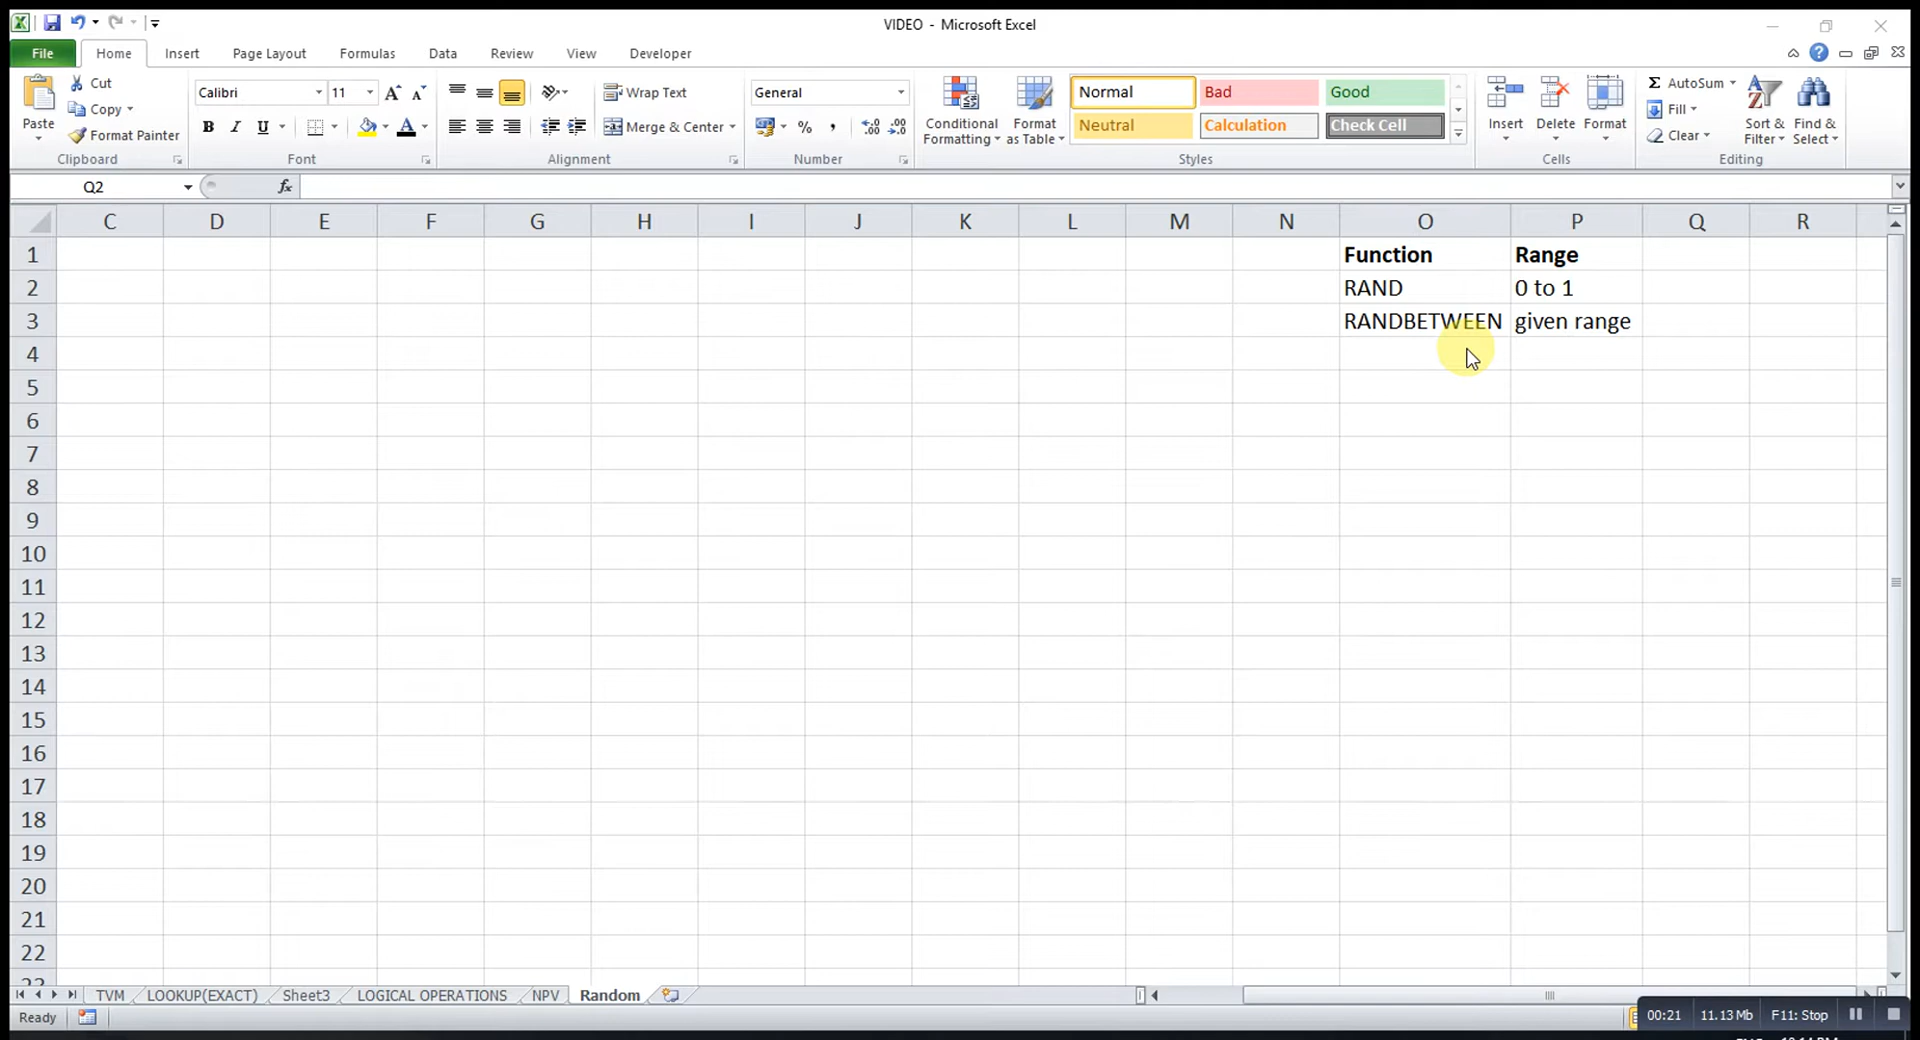 VIDEO - Microsoft Excel
File Home Insert Page Layout Formulas Data Review View Developer
Paste
Cut
Copy
Format Painter
Clipboard
Calibri 11
B I U
Font
Wrap Text
Merge & Center
Alignment
General
% ,
Number
Conditional Formatting
Format as Table
Normal Bad Good
Neutral Calculation Check Cell
Styles
Insert Delete Format
Cells
Σ AutoSum
Fill
Clear
Sort & Filter
Find & Select
Editing
Q2 fx
C D E F G H I J K L M N O P Q R
1 Function Range
2 RAND 0 to 1
3 RANDBETWEEN given range
4
5
6
7
8
9
10
11
12
13
14
15
16
17
18
19
20
21
22
23
TVM LOOKUP(EXACT) Sheet3 LOGICAL OPERATIONS NPV Random
Ready
00:21 11.13 Mb F11: Stop